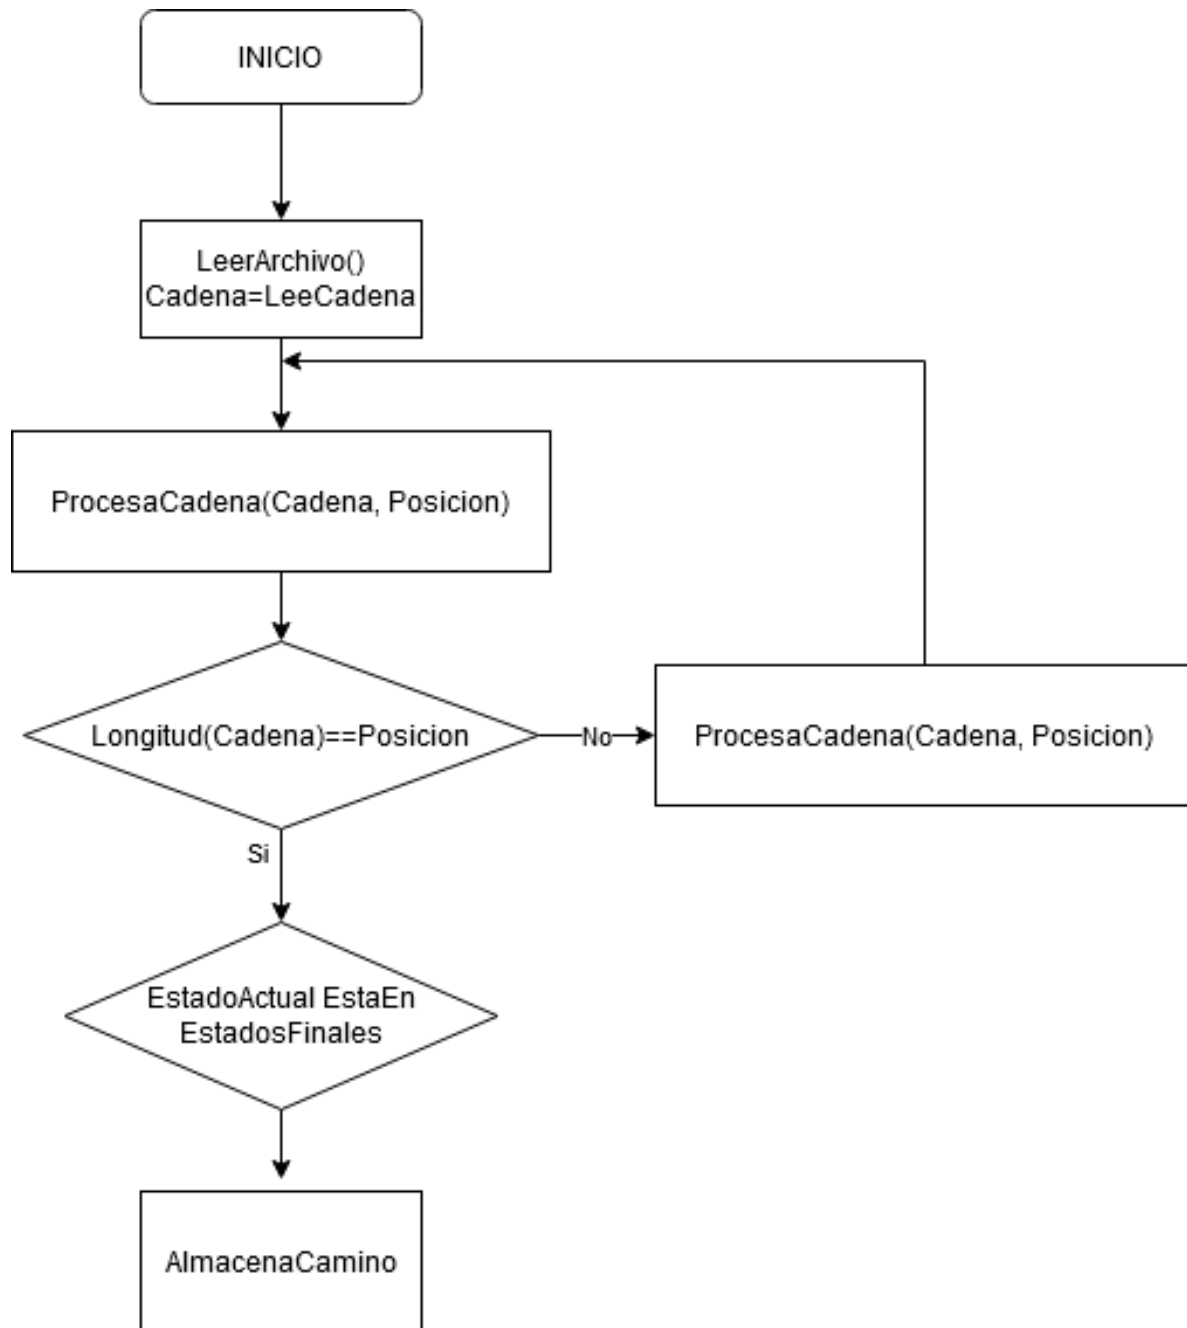 INICIO
LeerArchivo()
Cadena=LeeCadena
ProcesaCadena(Cadena, Posicion)
Longitud(Cadena)==Posicion
No
ProcesaCadena(Cadena, Posicion)
Si
EstadoActual EstaEn
EstadosFinales
AlmacenaCamino